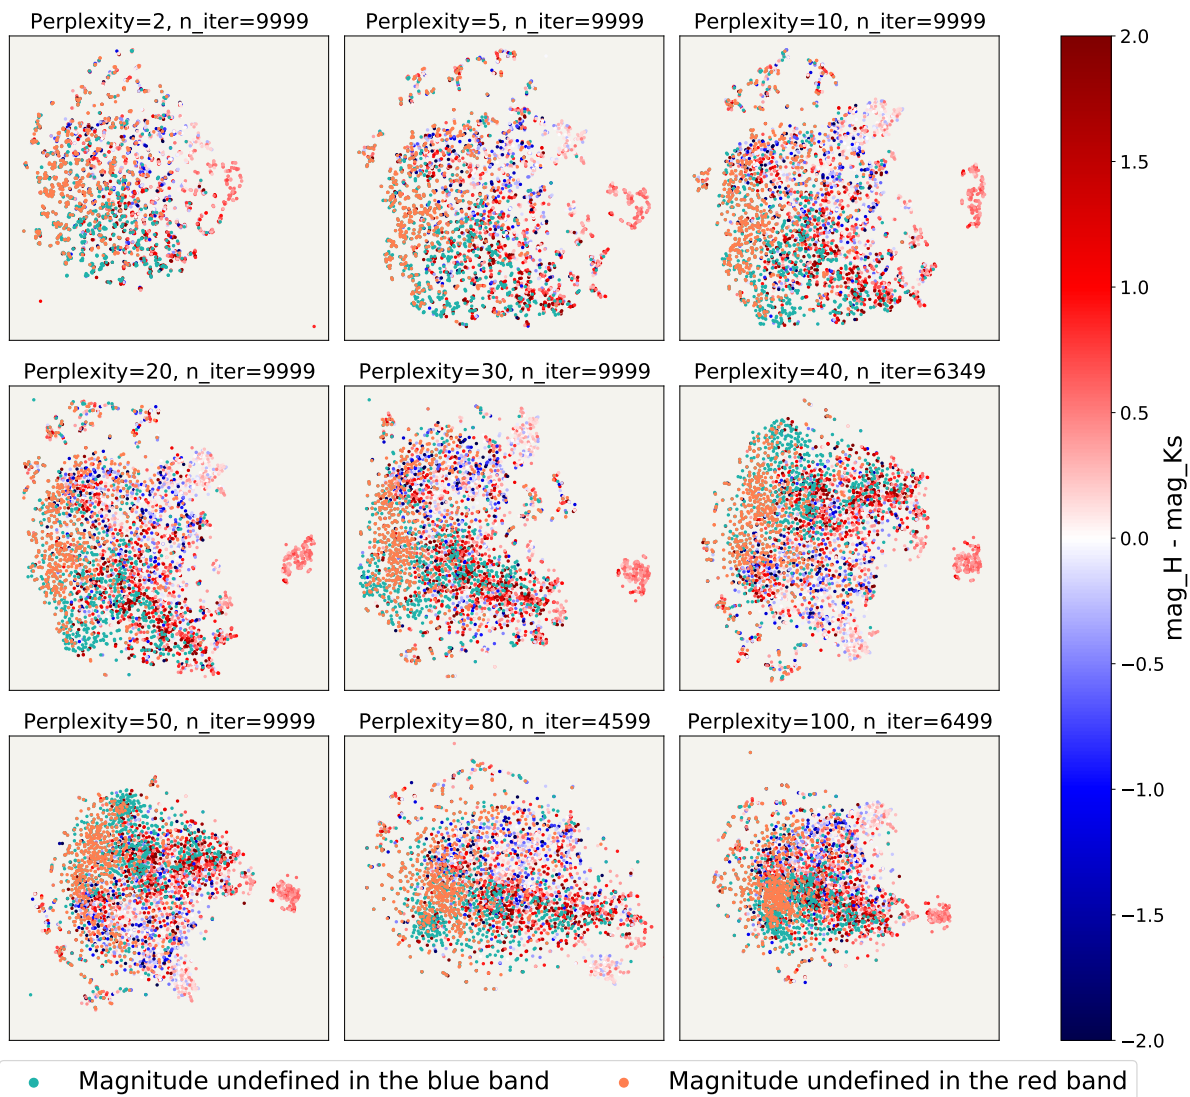 Perplexity=2, n_iter=9999
Perplexity=5, n_iter=9999
Perplexity=10, n_iter=9999
Perplexity=20, n_iter=9999
Perplexity=30, n_iter=9999
Perplexity=40, n_iter=6349
Perplexity=50, n_iter=9999
Perplexity=80, n_iter=4599
Perplexity=100, n_iter=6499
2.0
1.5
1.0
0.5
0.0
−0.5
−1.0
−1.5
−2.0
mag_H - mag_Ks
Magnitude undefined in the blue band
Magnitude undefined in the red band